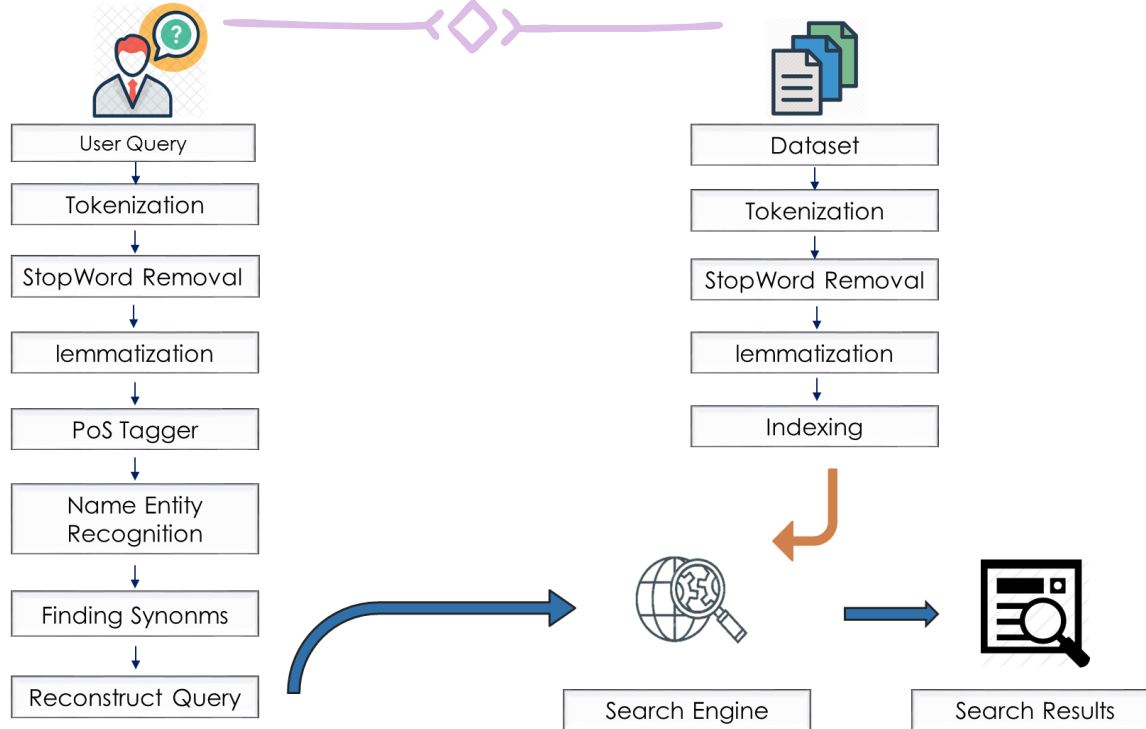 ?
User Query
Tokenization
StopWord Removal
lemmatization
PoS Tagger
Name Entity
Recognition
Finding Synonms
Reconstruct Query
Dataset
Tokenization
StopWord Removal
lemmatization
Indexing
Search Engine
Search Results